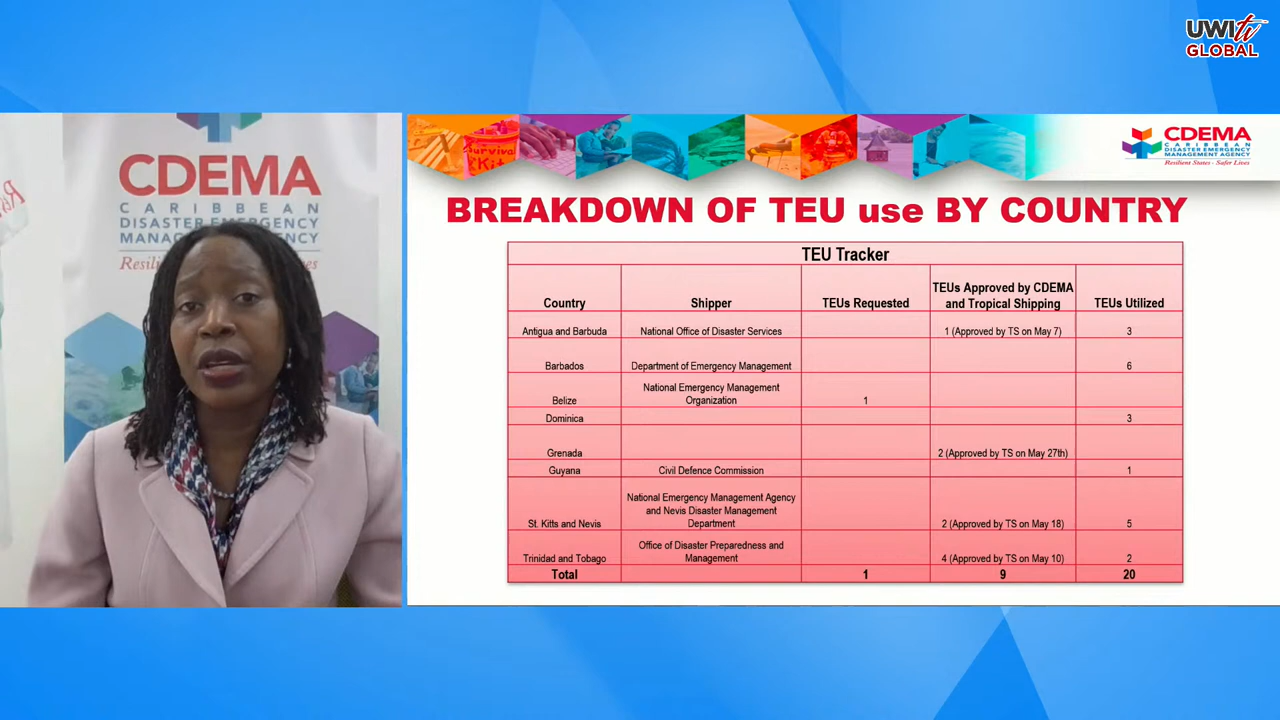 UWItv
GLOBAL
CDEMA
CARIBBEAN
DISASTER EMERGENCY
MANAGEMENT AGENCY
Resilient States - Safer Lives
Survival
Kit
BREAKDOWN OF TEU use BY COUNTRY
TEU Tracker
Country Shipper TEUs Requested TEUs Approved by CDEMA and Tropical Shipping TEUs Utilized
Antigua and Barbuda National Office of Disaster Services 1 (Approved by TS on May 7) 3
Barbados Department of Emergency Management 6
Belize National Emergency Management Organization 1
Dominica 3
Grenada 2 (Approved by TS on May 27th)
Guyana Civil Defence Commission 1
St. Kitts and Nevis National Emergency Management Agency and Nevis Disaster Management Department 2 (Approved by TS on May 18) 5
Trinidad and Tobago Office of Disaster Preparedness and Management 4 (Approved by TS on May 10) 2
Total 1 9 20
CDEMA
CARIBBEAN
DISASTER EMERGENCY